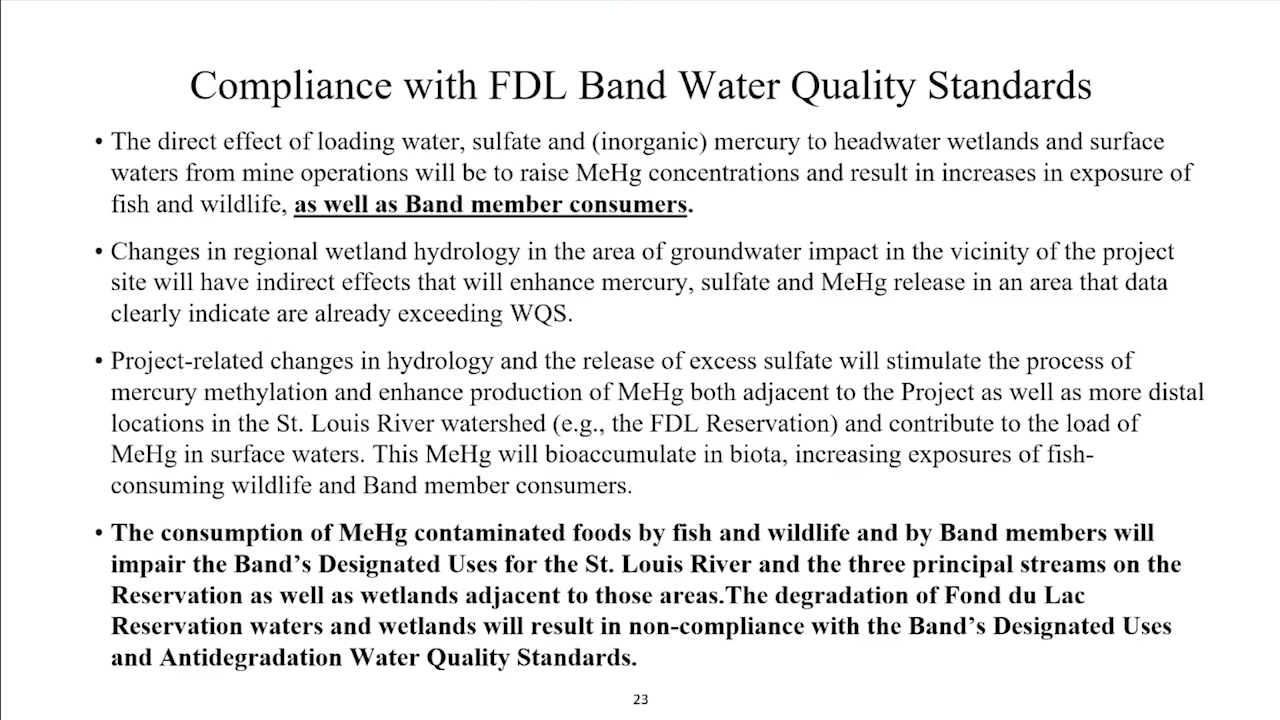 Compliance with FDL Band Water Quality Standards
• The direct effect of loading water, sulfate and (inorganic) mercury to headwater wetlands and surface
waters from mine operations will be to raise MeHg concentrations and result in increases in exposure of
fish and wildlife, as well as Band member consumers.
• Changes in regional wetland hydrology in the area of groundwater impact in the vicinity of the project
site will have indirect effects that will enhance mercury, sulfate and MeHg release in an area that data
clearly indicate are already exceeding WQS.
• Project-related changes in hydrology and the release of excess sulfate will stimulate the process of
mercury methylation and enhance production of MeHg both adjacent to the Project as well as more distal
locations in the St. Louis River watershed (e.g., the FDL Reservation) and contribute to the load of
MeHg in surface waters. This MeHg will bioaccumulate in biota, increasing exposures of fish-
consuming wildlife and Band member consumers.
• The consumption of MeHg contaminated foods by fish and wildlife and by Band members will
impair the Band’s Designated Uses for the St. Louis River and the three principal streams on the
Reservation as well as wetlands adjacent to those areas.The degradation of Fond du Lac
Reservation waters and wetlands will result in non-compliance with the Band’s Designated Uses
and Antidegradation Water Quality Standards.
23